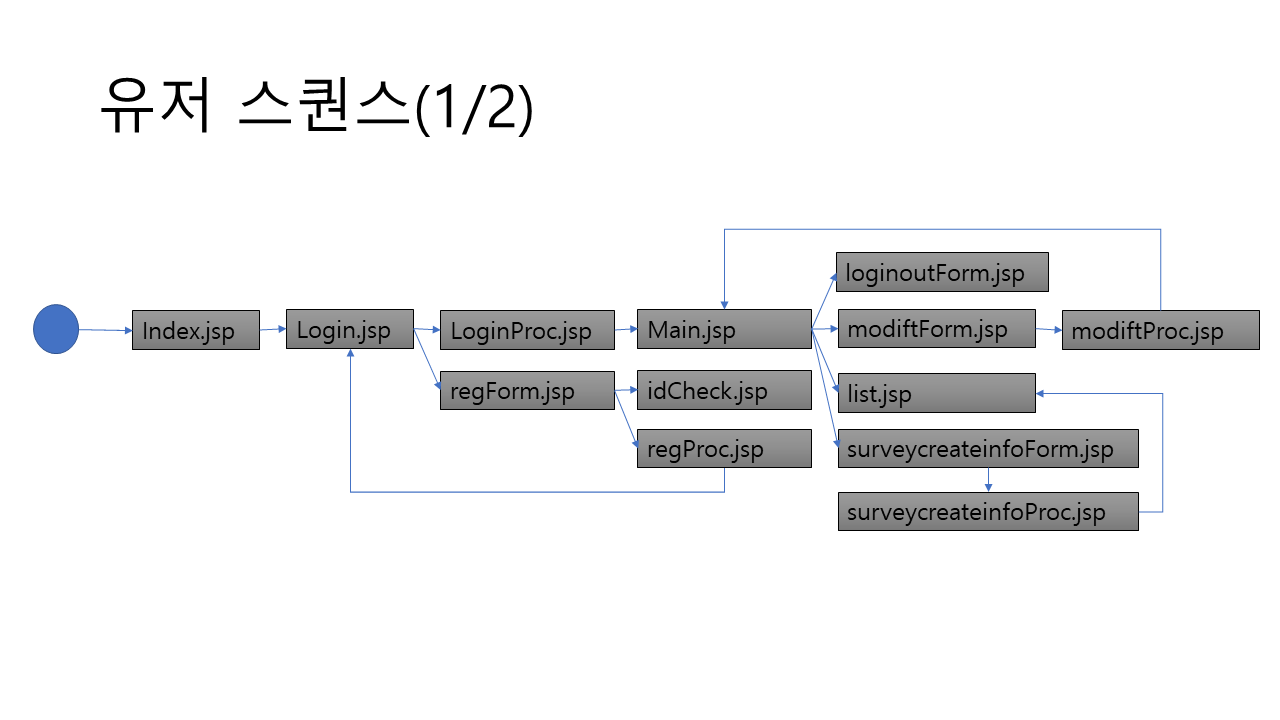 유저 스퀀스(1/2)
loginoutForm.jsp
Index.jsp
Login.jsp
LoginProc.jsp
Main.jsp
modiftForm.jsp
modiftProc.jsp
regForm.jsp
idCheck.jsp
list.jsp
regProc.jsp
surveycreateinfoForm.jsp
surveycreateinfoProc.jsp